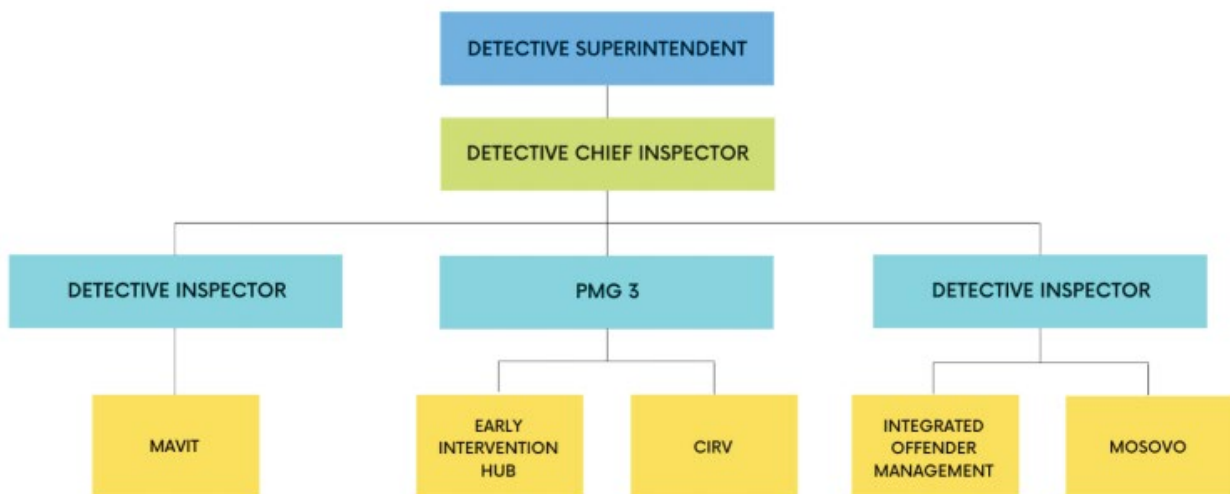 DETECTIVE SUPERINTENDENT
DETECTIVE CHIEF INSPECTOR
DETECTIVE INSPECTOR
PMG 3
DETECTIVE INSPECTOR
MAVIT
EARLY
INTERVENTION
HUB
CIRV
INTEGRATED
OFFENDER
MANAGEMENT
MOSOVO